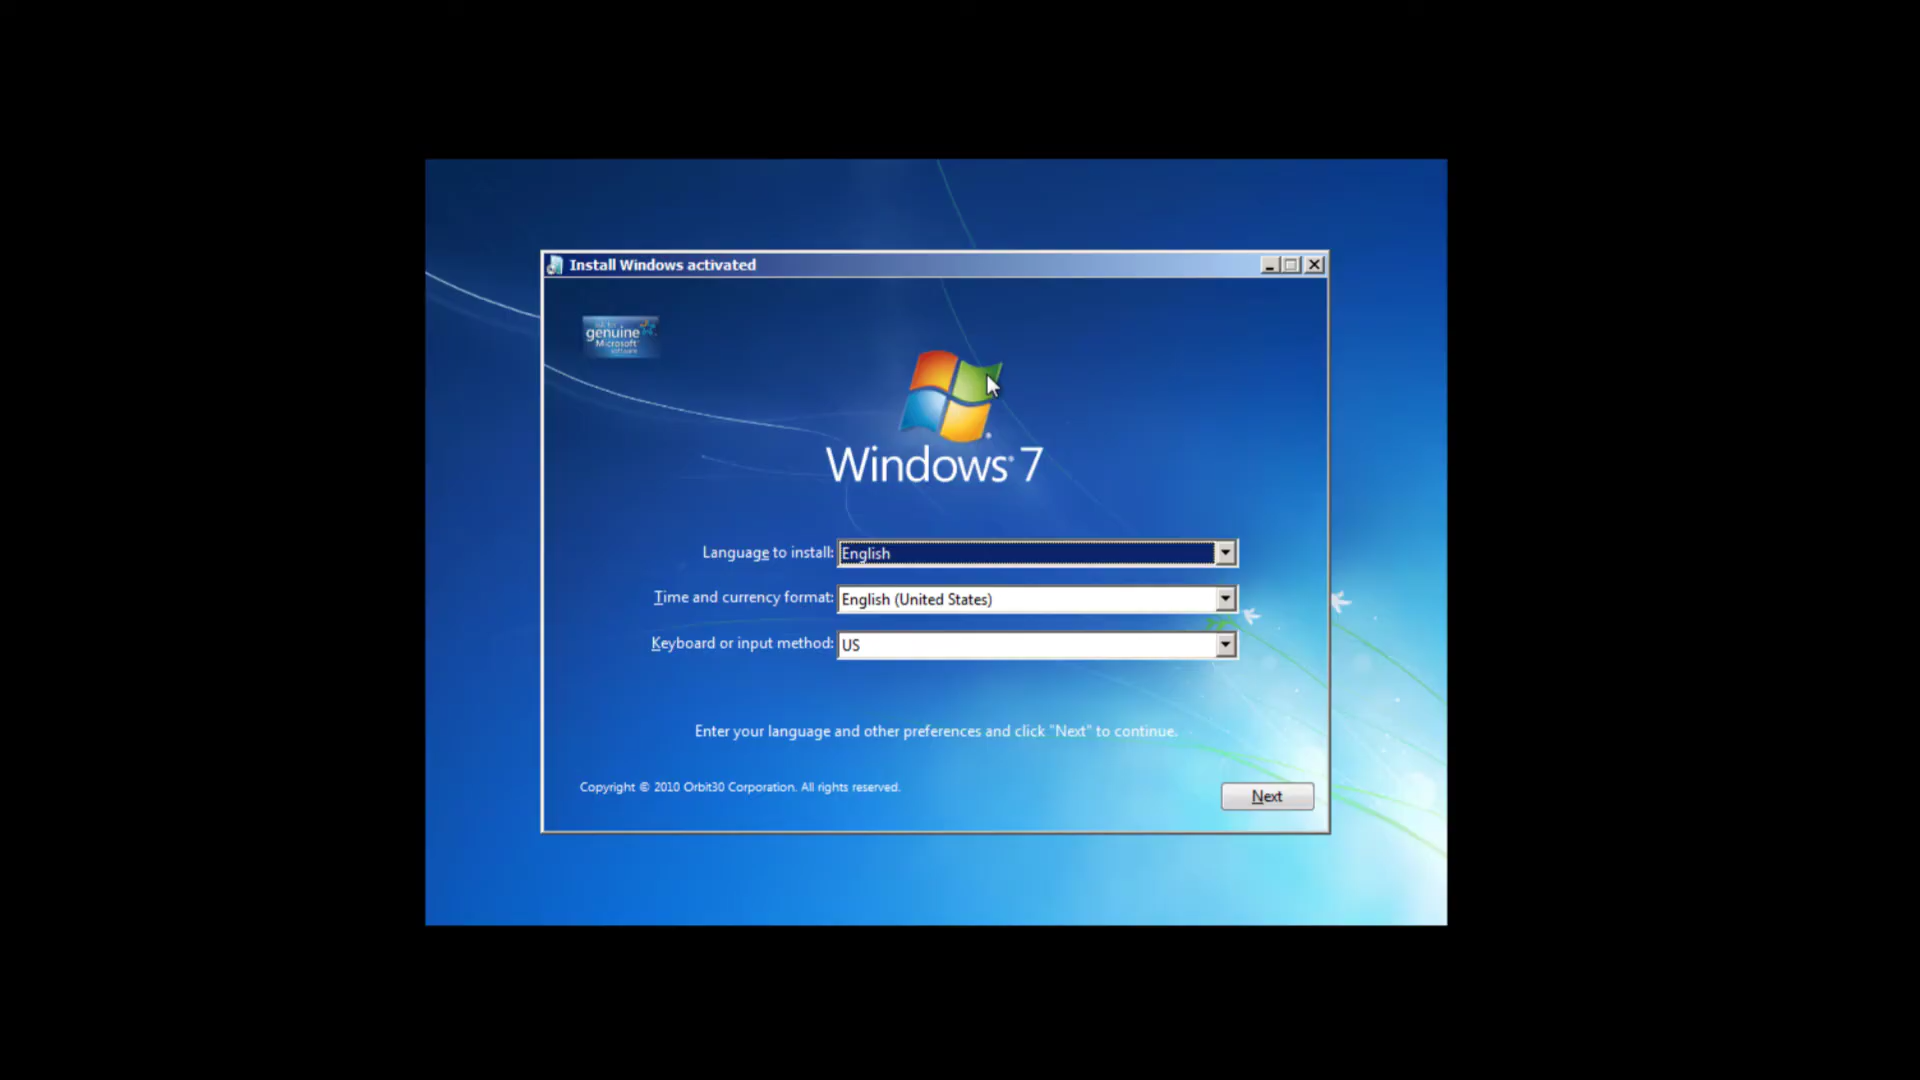 Install Windows activated
genuine
Microsoft
software
Windows® 7
Language to install: English
Time and currency format: English (United States)
Keyboard or input method: US
Enter your language and other preferences and click "Next" to continue.
Copyright © 2010 Orbit30 Corporation. All rights reserved.
Next